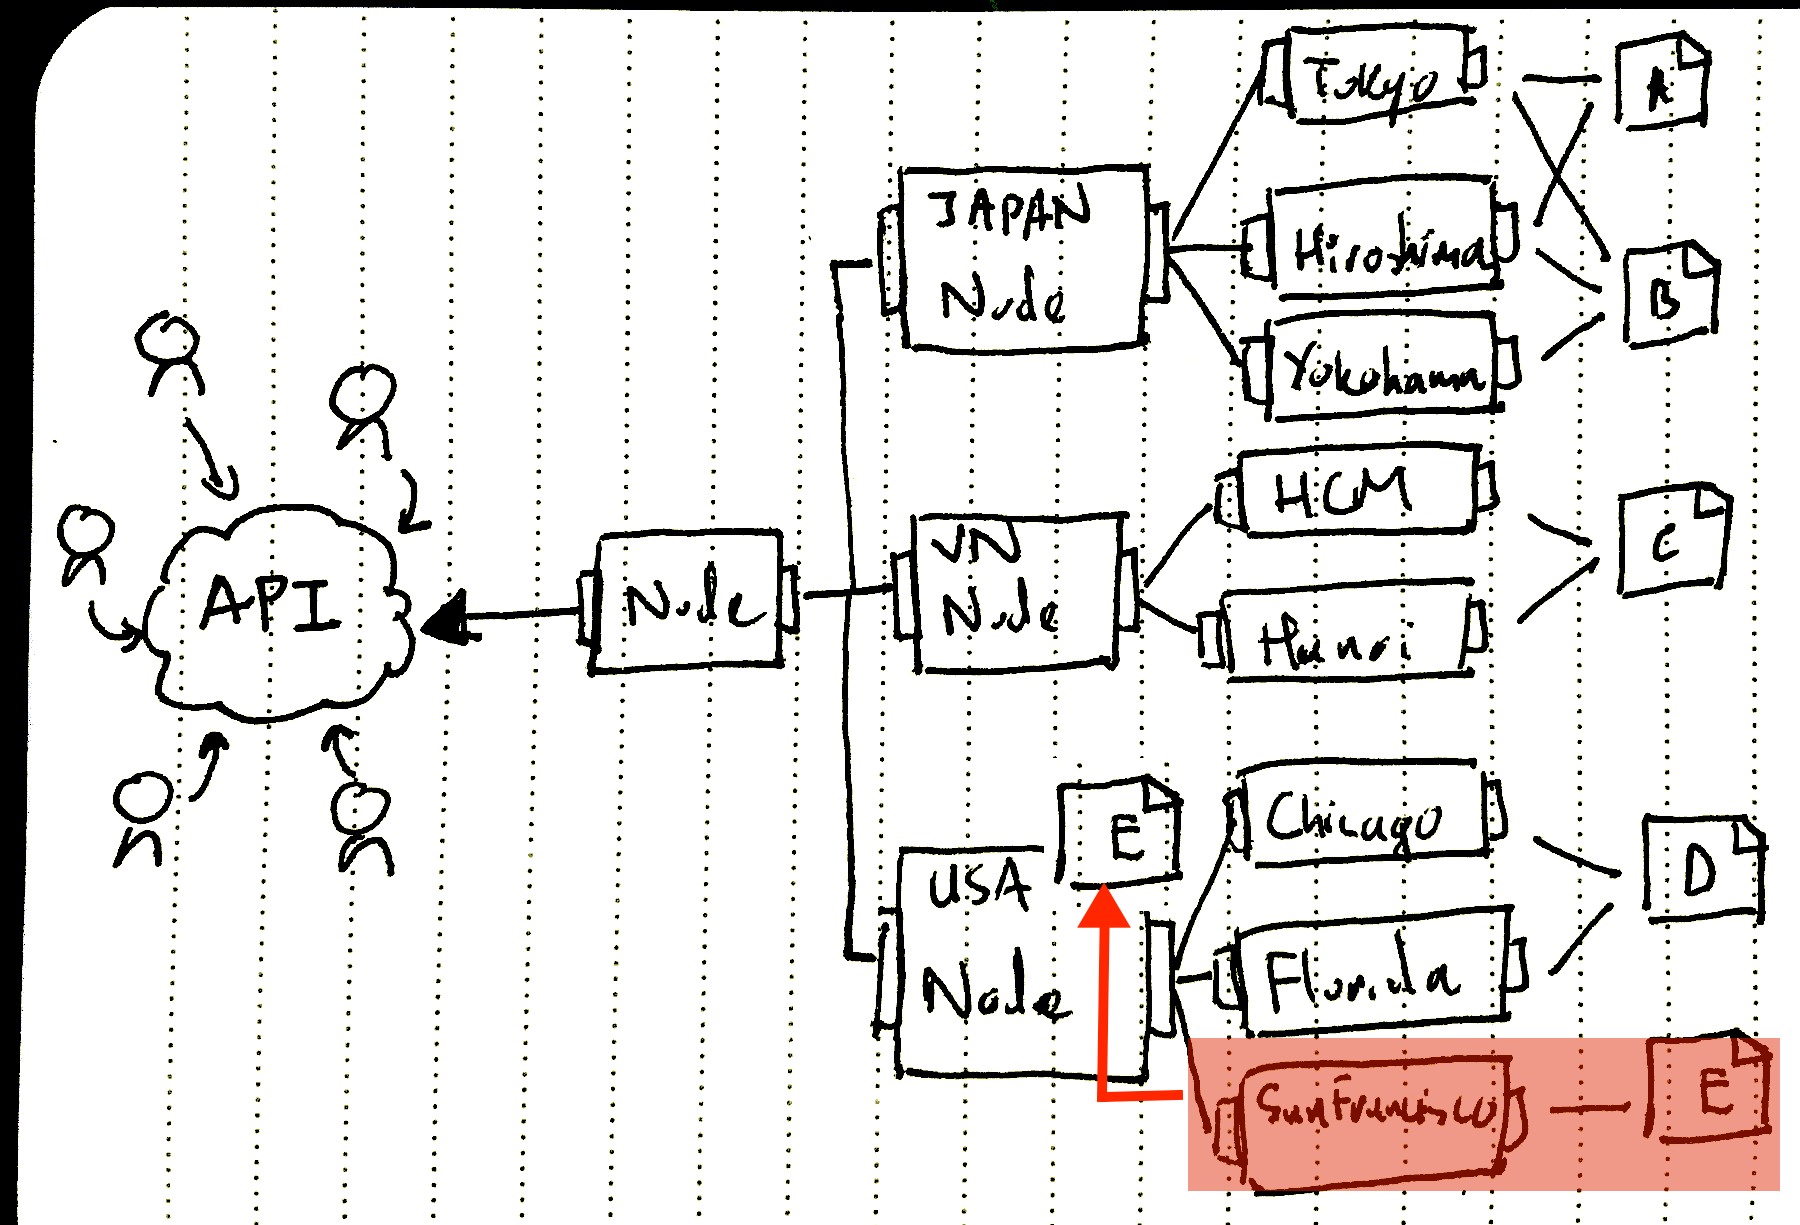 API
Node
JAPAN
Node
VN
Node
USA
Node
E
Tokyo
Hiroshima
Yokohama
HCM
Hanoi
Chicago
Florida
SanFrancisco
A
B
C
D
E